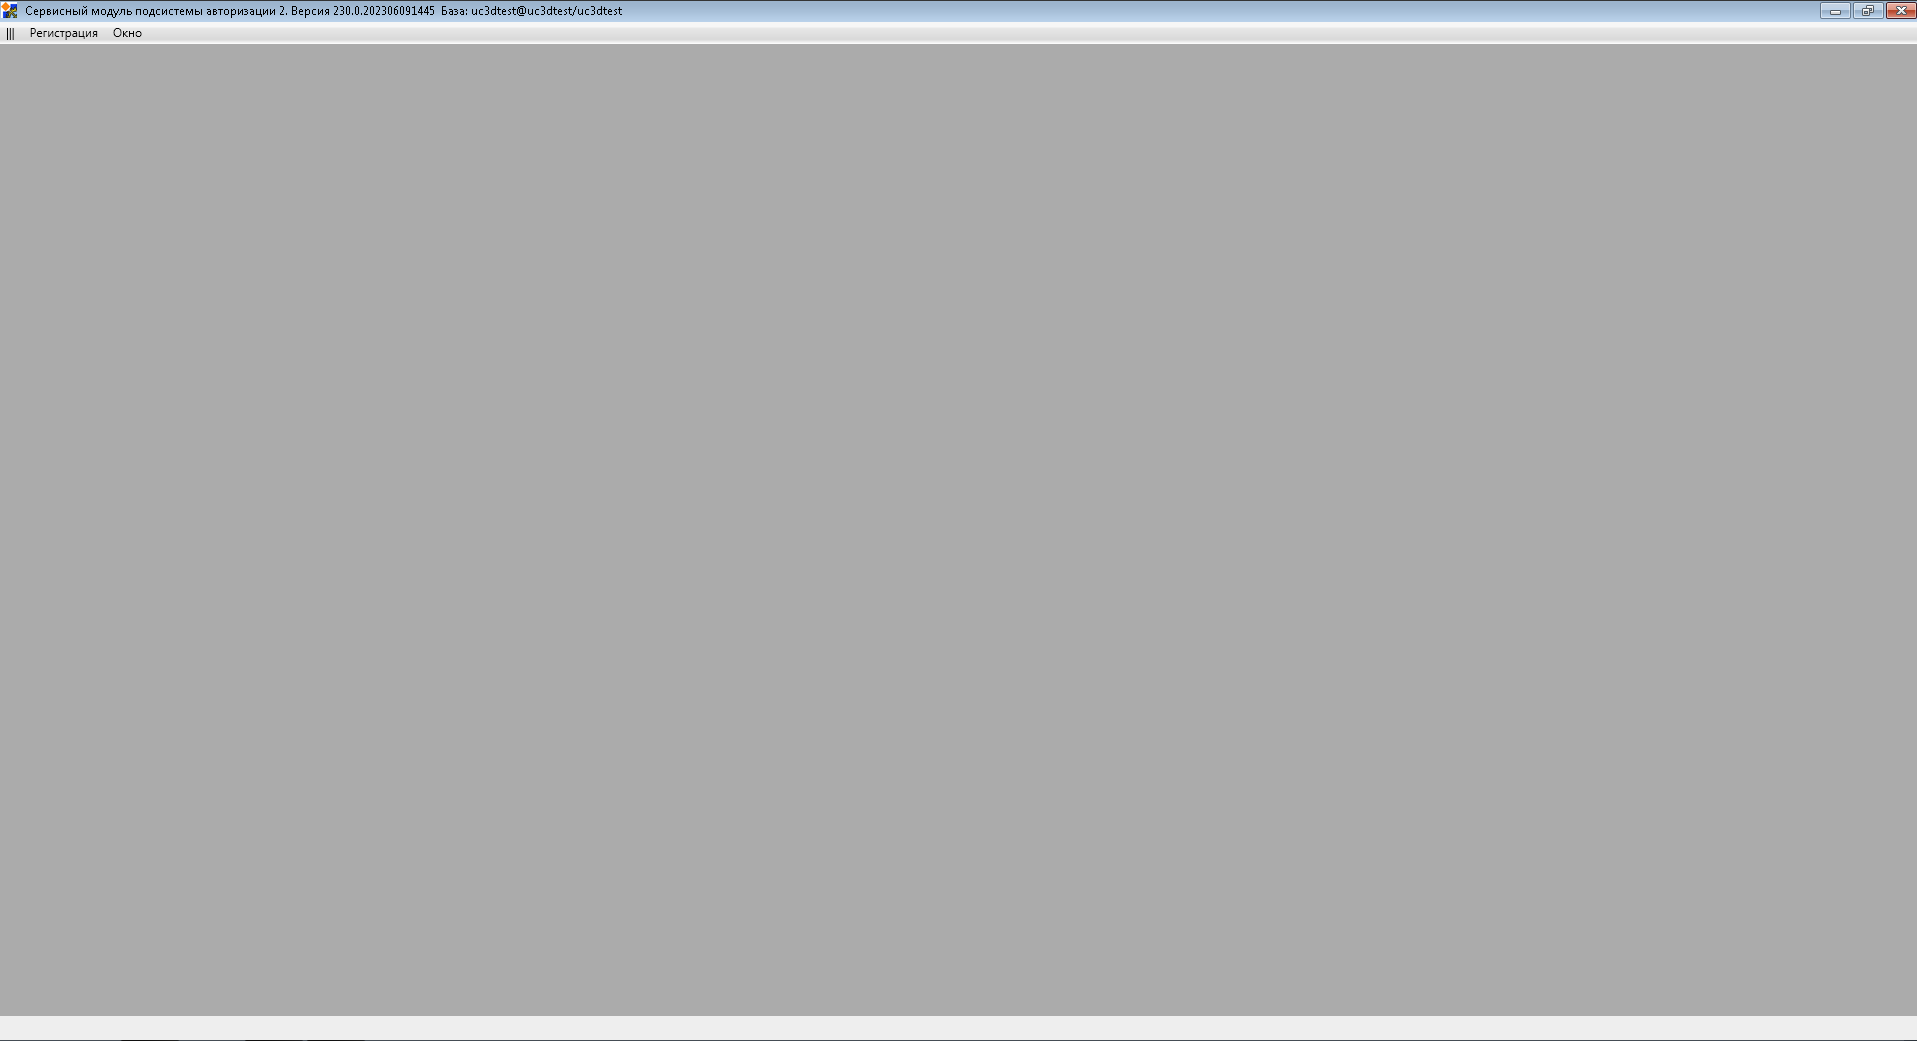 Сервисный модуль подсистемы авторизации 2. Версия 230.0.202306091445 База: uc3dtest@uc3dtest/uc3dtest
Регистрация Окно